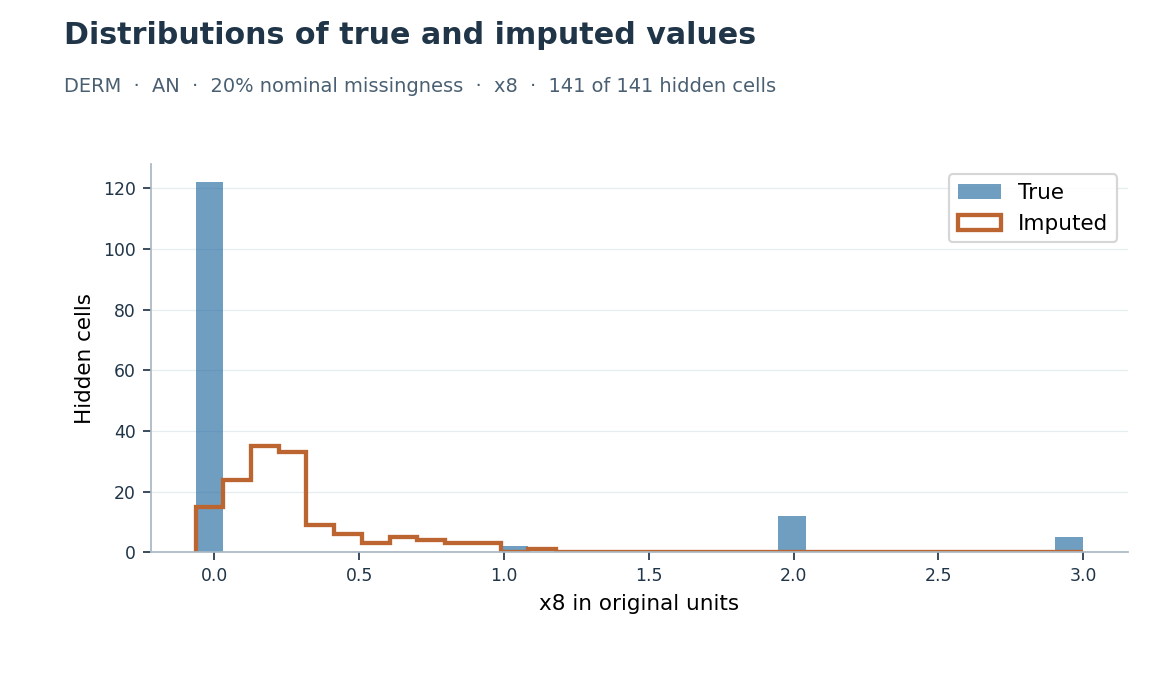 Distributions of true and imputed values
DERM · AN · 20% nominal missingness · x8 · 141 of 141 hidden cells
True
Imputed
Hidden cells
120
100
80
60
40
20
0
0.0 0.5 1.0 1.5 2.0 2.5 3.0
x8 in original units